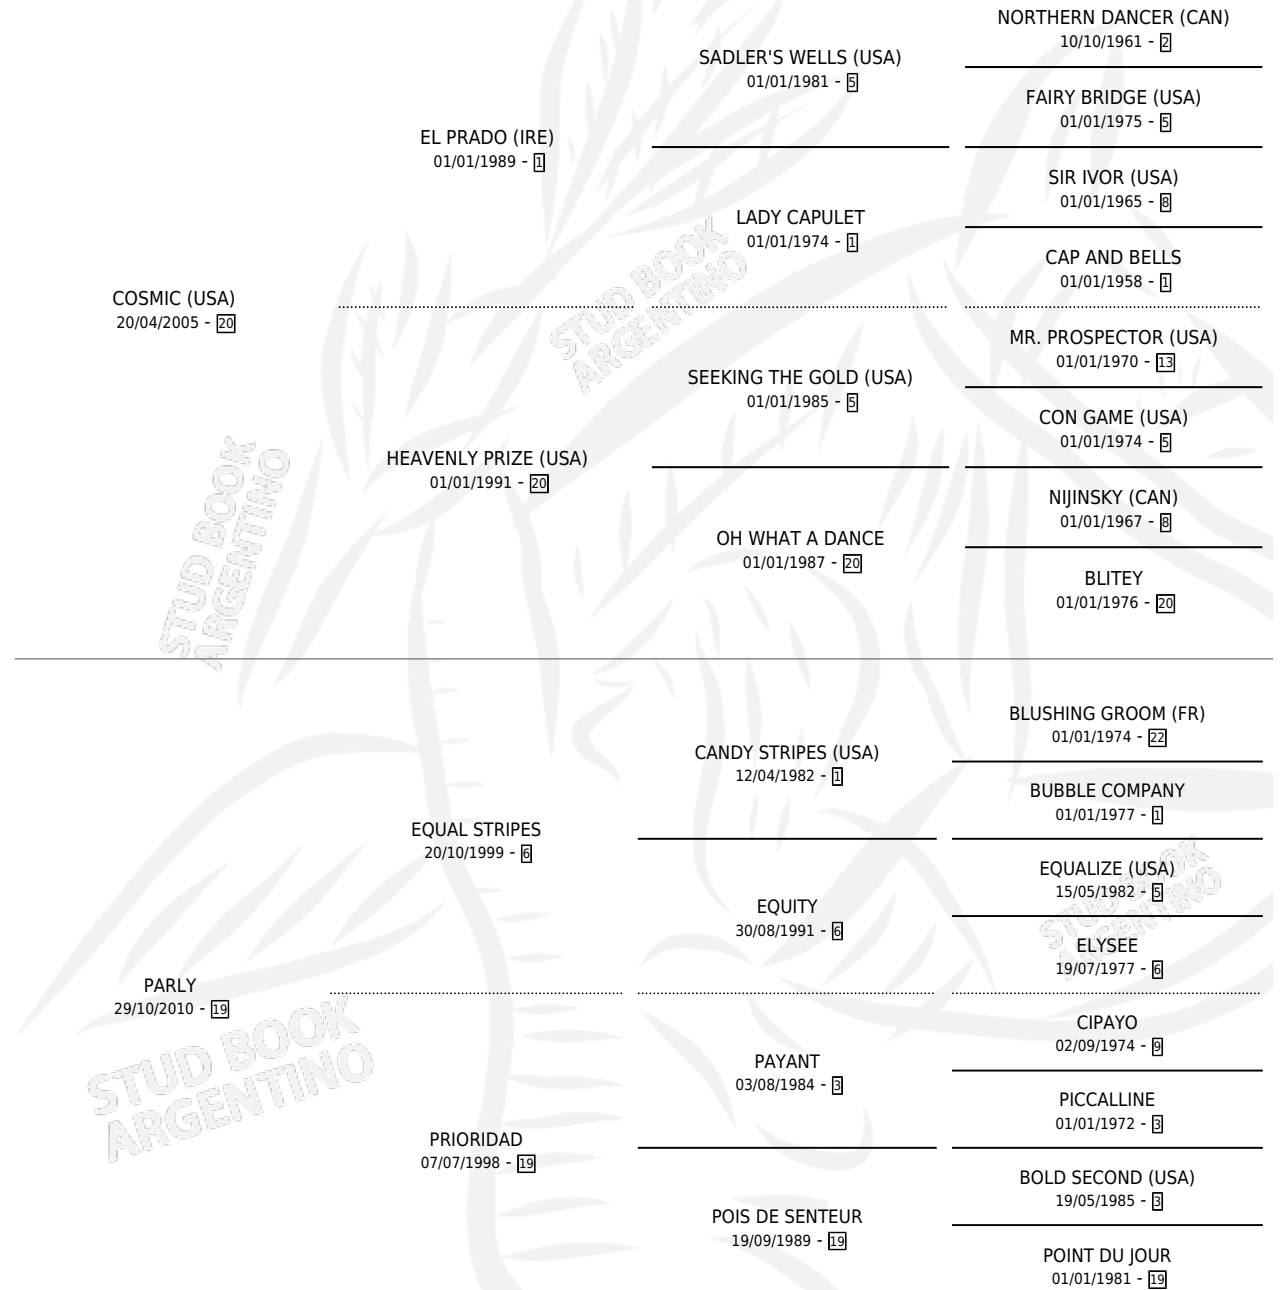 NORTHERN DANCER (CAN)
10/10/1961 - 2
SADLER'S WELLS (USA)
01/01/1981 - 5
FAIRY BRIDGE (USA)
01/01/1975 - 5
EL PRADO (IRE)
01/01/1989 - 1
SIR IVOR (USA)
01/01/1965 - 8
LADY CAPULET
01/01/1974 - 1
CAP AND BELLS
01/01/1958 - 1
COSMIC (USA)
20/04/2005 - 20
STUD BOOK
ARGENTINO
MR. PROSPECTOR (USA)
01/01/1970 - 13
SEEKING THE GOLD (USA)
01/01/1985 - 5
CON GAME (USA)
01/01/1974 - 5
HEAVENLY PRIZE (USA)
01/01/1991 - 20
NIJINSKY (CAN)
01/01/1967 - 8
OH WHAT A DANCE
01/01/1987 - 20
BLITEY
01/01/1976 - 20
STUD BOOK
ARGENTINO
BLUSHING GROOM (FR)
01/01/1974 - 22
CANDY STRIPES (USA)
12/04/1982 - 1
BUBBLE COMPANY
01/01/1977 - 1
EQUAL STRIPES
20/10/1999 - 6
EQUALIZE (USA)
15/05/1982 - 5
EQUITY
30/08/1991 - 6
STUD BOOK
ARGENTINO
ELYSEE
19/07/1977 - 6
PARLY
29/10/2010 - 19
CIPAYO
02/09/1974 - 9
STUD BOOK
ARGENTINO
PAYANT
03/08/1984 - 3
PICCALLINE
01/01/1972 - 3
PRIORIDAD
07/07/1998 - 19
BOLD SECOND (USA)
19/05/1985 - 3
POIS DE SENTEUR
19/09/1989 - 19
POINT DU JOUR
01/01/1981 - 19